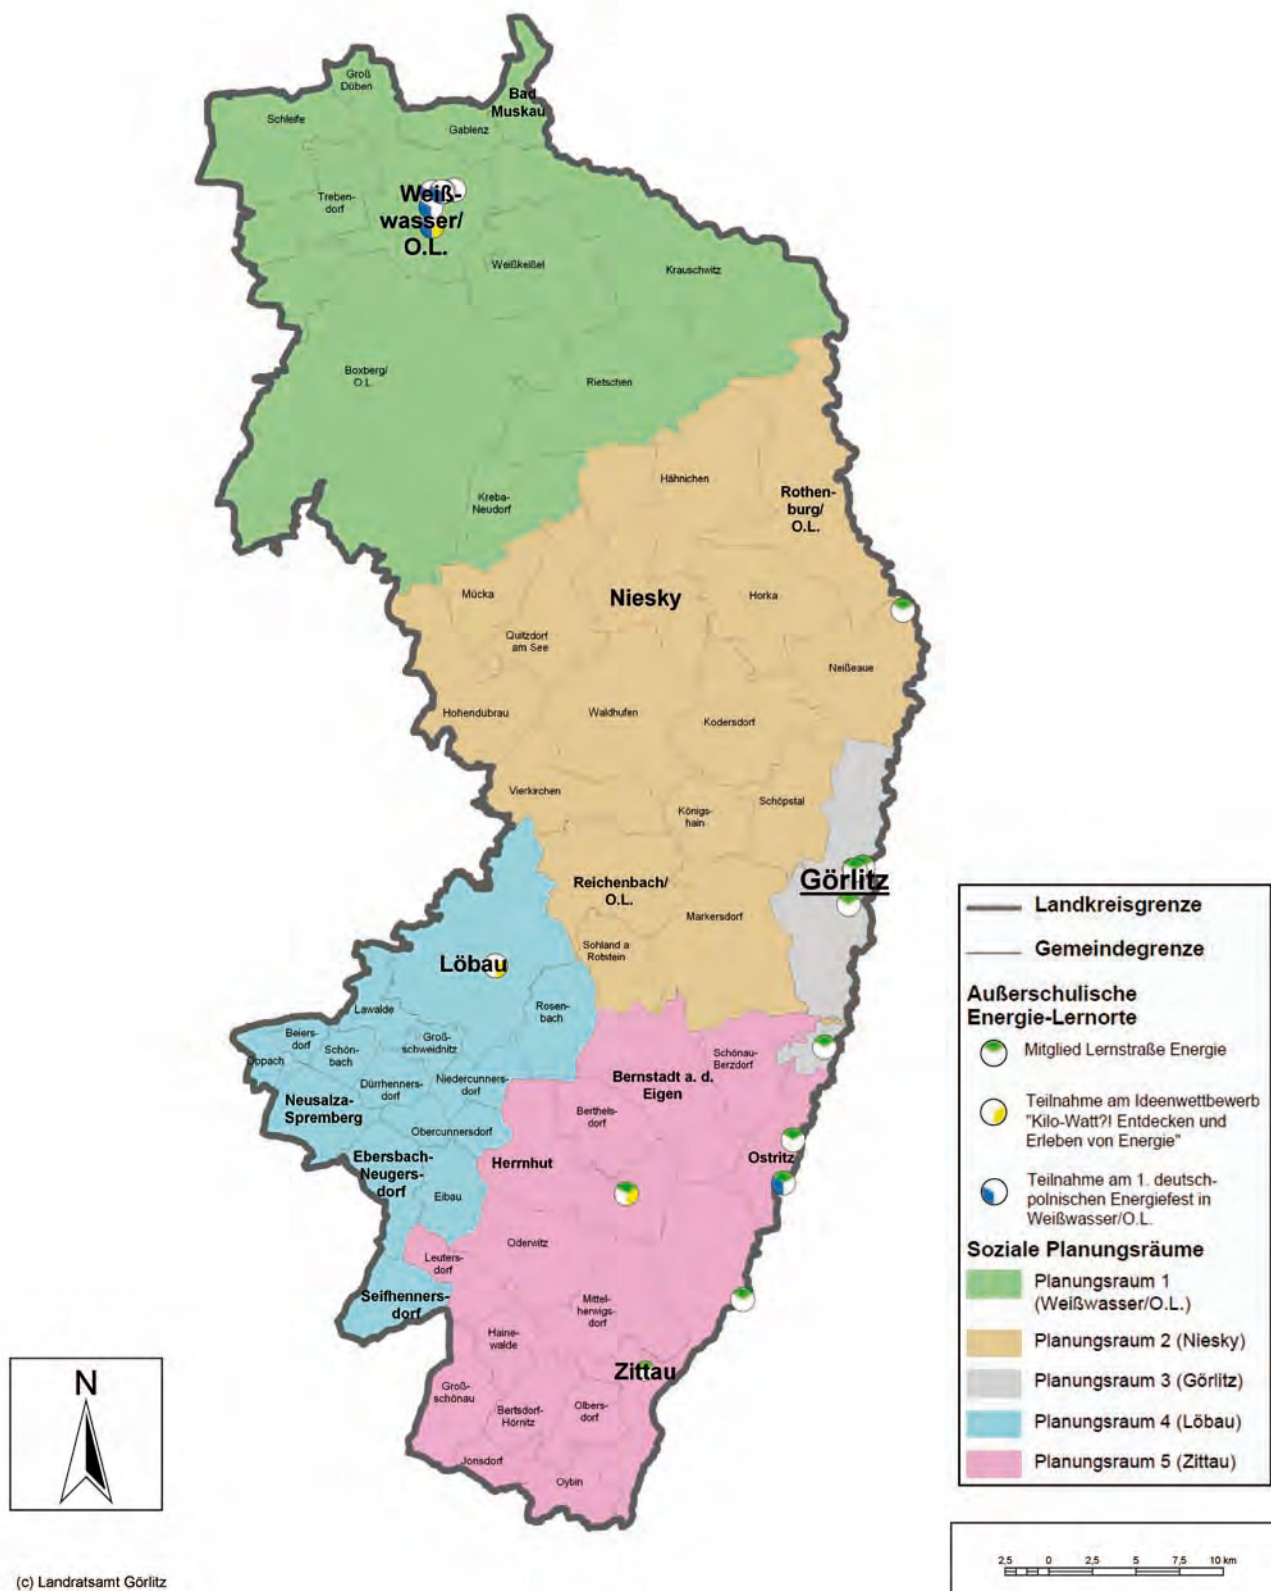 Groß
Düben
Bad
Muskau
Schleife
Gablenz
Treben-
dorf
Weiß-
wasser/
O.L.
Weißkeißel
Krauschwitz
Boxberg/
O.L.
Rietschen
Kreba-
Neudorf
Hähnichen
Rothen-
burg/
O.L.
Mücka
Niesky
Horka
Quitzdorf
am See
Neißeaue
Hohendubrau
Waldhufen
Kodersdorf
Vierkirchen
Königs-
hain
Schöpstal
Reichenbach/
O.L.
Görlitz
Markersdorf
Sohland a
Rotstein
Löbau
Lawalde
Rosen-
bach
Beiers-
dorf
Oppach
Schön-
bach
Groß-
schweidnitz
Dürrhenners-
dorf
Niedercunners-
dorf
Neusalza-
Spremberg
Obercunnersdorf
Schönau-
Berzdorf
Bernstadt a. d.
Eigen
Berthels-
dorf
Ebersbach-
Neugers-
dorf
Herrnhut
Ostritz
Eibau
Oderwitz
Leuters-
dorf
Seifhenners-
dorf
Mittel-
herwigs-
dorf
Haine-
walde
Zittau
Groß-
schönau
Bertsdorf-
Hörnitz
Olbers-
dorf
Jonsdorf
Oybin
Landkreisgrenze
Gemeindegrenze
Außerschulische
Energie-Lernorte
Mitglied Lernstraße Energie
Teilnahme am Ideenwettbewerb
"Kilo-Watt?! Entdecken und
Erleben von Energie"
Teilnahme am 1. deutsch-
polnischen Energiefest in
Weißwasser/O.L.
Soziale Planungsräume
Planungsraum 1
(Weißwasser/O.L.)
Planungsraum 2 (Niesky)
Planungsraum 3 (Görlitz)
Planungsraum 4 (Löbau)
Planungsraum 5 (Zittau)
N
2,5 0 2,5 5 7,5 10 km
(c) Landratsamt Görlitz